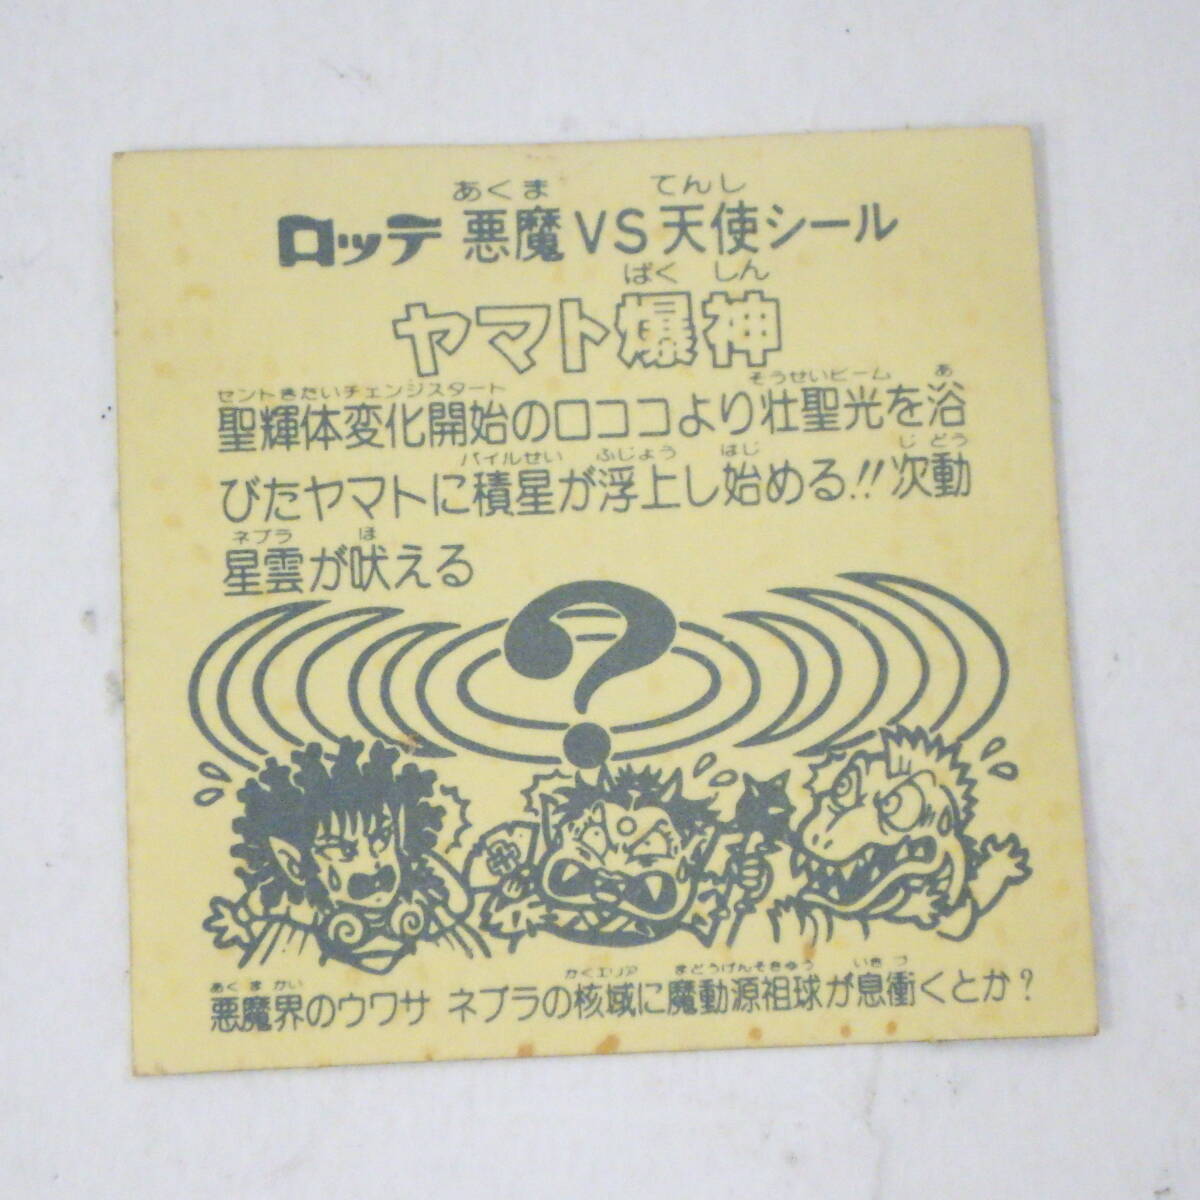 あくま てんし
ロッテ 悪魔VS天使シール
ばくしん
ヤマト爆神
セントきたいチェンジスタート そうせいビーム あ
聖輝体変化開始のロココより壮聖光を浴
パイルせい ふじょう はじ じどう
びたヤマトに積星が浮上し始める!!次動
ネブラ ほ
星雲が吠える
?
あくまかい かくエリア まどうげんそきゅう いきづ
悪魔界のウワサ ネブラの核域に魔動源祖球が息衝くとか?